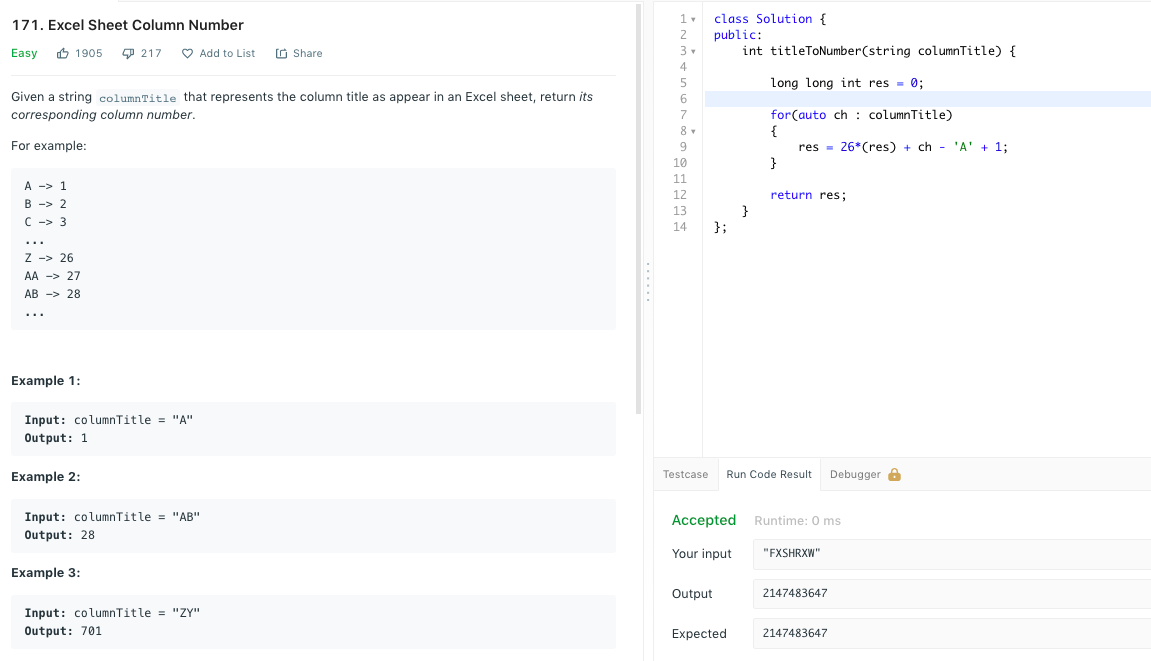 171. Excel Sheet Column Number
Easy 1905 217 Add to List Share
Given a string columnTitle that represents the column title as appear in an Excel sheet, return its
corresponding column number.
For example:
A -> 1
B -> 2
C -> 3
...
Z -> 26
AA -> 27
AB -> 28
...
Example 1:
Input: columnTitle = "A"
Output: 1
Example 2:
Input: columnTitle = "AB"
Output: 28
Example 3:
Input: columnTitle = "ZY"
Output: 701
1 class Solution {
2 public:
3     int titleToNumber(string columnTitle) {
4
5         long long int res = 0;
6
7         for(auto ch : columnTitle)
8         {
9             res = 26*(res) + ch - 'A' + 1;
10         }
11
12         return res;
13     }
14 };
Testcase Run Code Result Debugger
Accepted Runtime: 0 ms
Your input "FXSHRXW"
Output 2147483647
Expected 2147483647